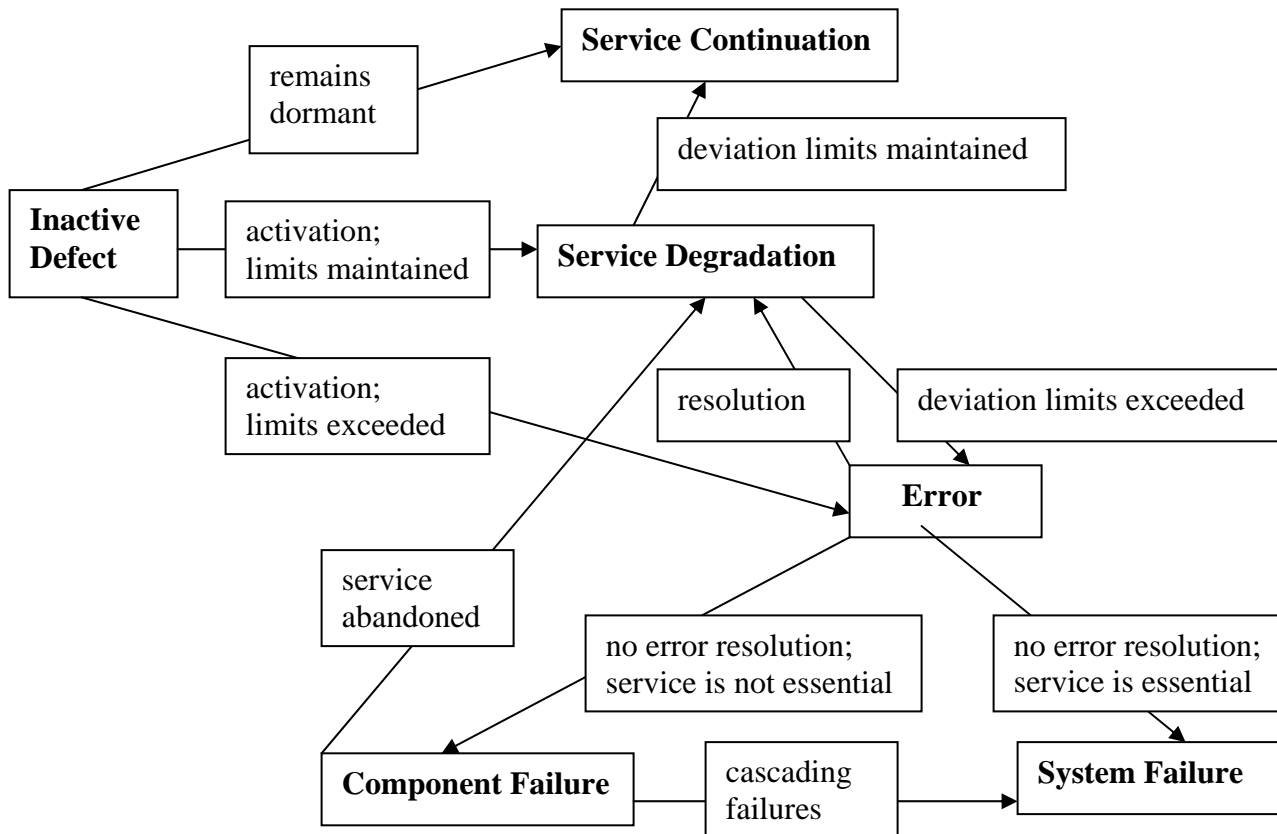 Service Continuation
remains
dormant
deviation limits maintained
Inactive
Defect
activation;
limits maintained
Service Degradation
activation;
limits exceeded
resolution
deviation limits exceeded
Error
service
abandoned
no error resolution;
service is not essential
no error resolution;
service is essential
Component Failure
cascading
failures
System Failure